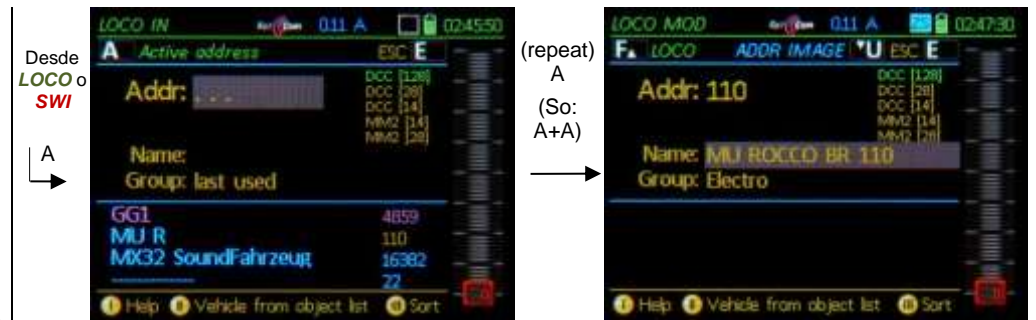 Desde
LOCO o
SWI
A
LOCO IN 0.11 A 02:45:50
A Active address ESC E
Addr: ...
DCC [128]
DCC [28]
DCC [14]
MM2 [14]
MM2 [28]
Name:
Group: last used
GG1 4859
MU R 110
MX32 SoundFahrzeug 16382
------------ 22
I Help II Vehicle from object list III Sort
(repeat)
A
(So:
A+A)
LOCO MOD 0.11 A 02:47:30
F▲ LOCO ADDR IMAGE ▼U ESC E
Addr: 110
DCC [128]
DCC [28]
DCC [14]
MM2 [14]
MM2 [28]
Name: MU ROCCO BR 110
Group: Electro
I Help II Vehicle from object list III Sort